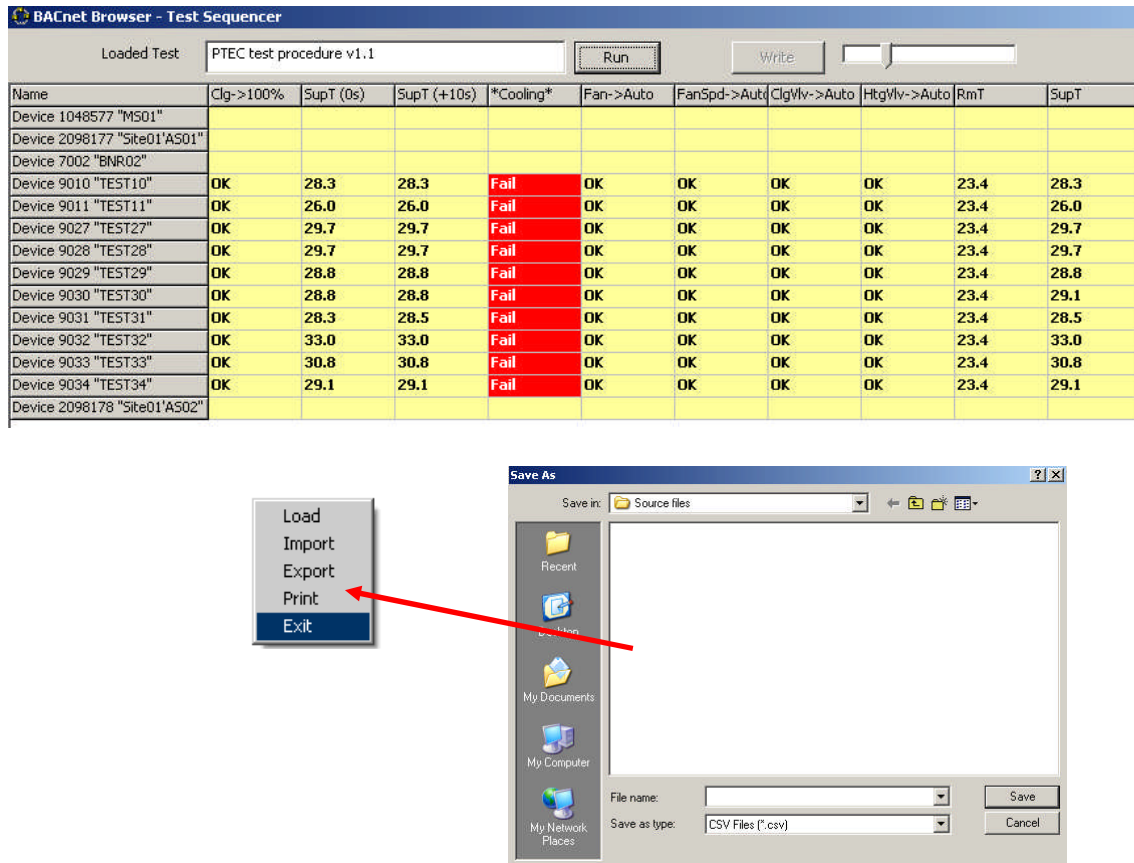 BACnet Browser - Test Sequencer
Loaded Test PTEC test procedure v1.1 Run Write
Name Clg->100% SupT (0s) SupT (+10s) *Cooling* Fan->Auto FanSpd->Auto ClgVlv->Auto HtgVlv->Auto RmT SupT
Device 1048577 "MS01"
Device 2098177 "Site01'AS01"
Device 7002 "BNR02"
Device 9010 "TEST10" OK 28.3 28.3 Fail OK OK OK OK 23.4 28.3
Device 9011 "TEST11" OK 26.0 26.0 Fail OK OK OK OK 23.4 26.0
Device 9027 "TEST27" OK 29.7 29.7 Fail OK OK OK OK 23.4 29.7
Device 9028 "TEST28" OK 29.7 29.7 Fail OK OK OK OK 23.4 29.7
Device 9029 "TEST29" OK 28.8 28.8 Fail OK OK OK OK 23.4 28.8
Device 9030 "TEST30" OK 28.8 28.8 Fail OK OK OK OK 23.4 29.1
Device 9031 "TEST31" OK 28.3 28.5 Fail OK OK OK OK 23.4 28.5
Device 9032 "TEST32" OK 33.0 33.0 Fail OK OK OK OK 23.4 33.0
Device 9033 "TEST33" OK 30.8 30.8 Fail OK OK OK OK 23.4 30.8
Device 9034 "TEST34" OK 29.1 29.1 Fail OK OK OK OK 23.4 29.1
Device 2098178 "Site01'AS02"
Load
Import
Export
Print
Exit
Save As
Save in: Source files
Recent
Desktop
My Documents
My Computer
My Network
Places
File name: Save
Save as type: CSV Files (*.csv) Cancel